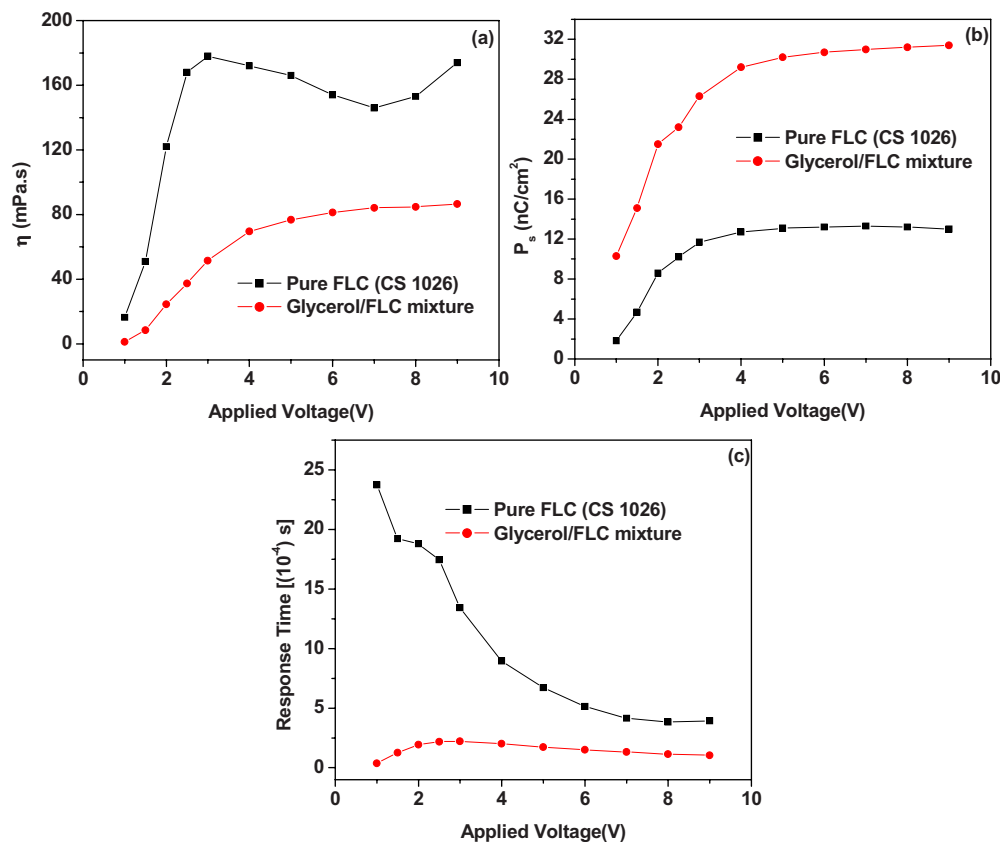 (a)
200
160
120
80
40
0
η (mPa.s)
Pure FLC (CS 1026)
Glycerol/FLC mixture
0 2 4 6 8 10
Applied Voltage(V)
(b)
32
28
24
20
16
12
8
4
0
P_s (nC/cm²)
Pure FLC (CS 1026)
Glycerol/FLC mixture
0 2 4 6 8 10
Applied Voltage(V)
(c)
25
20
15
10
5
0
Response Time [(10⁻⁴) s]
Pure FLC (CS 1026)
Glycerol/FLC mixture
0 2 4 6 8 10
Applied Voltage(V)